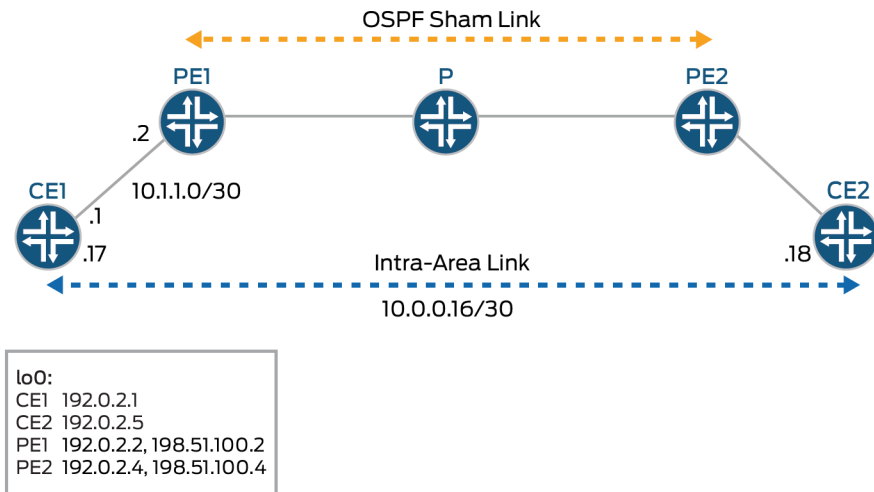 OSPF Sham Link
PE1
P
PE2
.2
10.1.1.0/30
CE1
CE2
.1
.17
Intra-Area Link
.18
10.0.0.16/30
lo0:
CE1 192.0.2.1
CE2 192.0.2.5
PE1 192.0.2.2, 198.51.100.2
PE2 192.0.2.4, 198.51.100.4